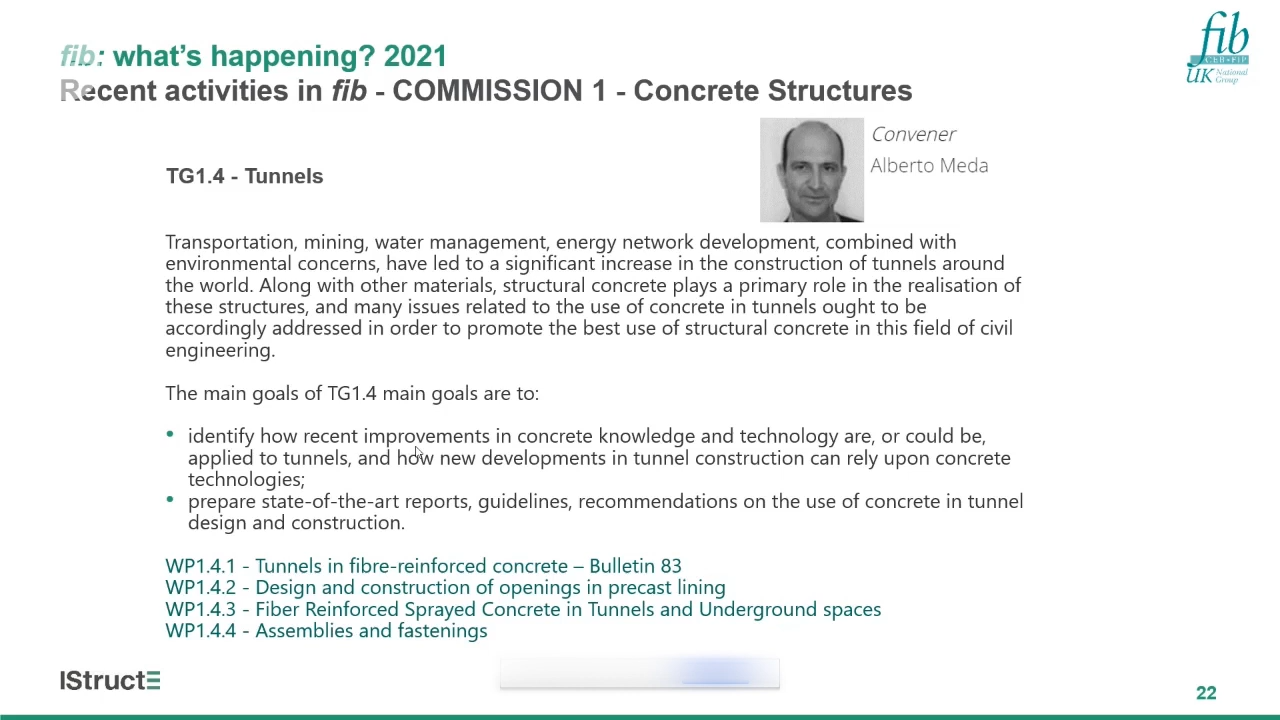 fib: what's happening? 2021
Recent activities in fib - COMMISSION 1 - Concrete Structures
fib
CEB-FIP
UK National Group
Convener
Alberto Meda
TG1.4 - Tunnels
Transportation, mining, water management, energy network development, combined with
environmental concerns, have led to a significant increase in the construction of tunnels around
the world. Along with other materials, structural concrete plays a primary role in the realisation of
these structures, and many issues related to the use of concrete in tunnels ought to be
accordingly addressed in order to promote the best use of structural concrete in this field of civil
engineering.
The main goals of TG1.4 main goals are to:
• identify how recent improvements in concrete knowledge and technology are, or could be,
applied to tunnels, and how new developments in tunnel construction can rely upon concrete
technologies;
• prepare state-of-the-art reports, guidelines, recommendations on the use of concrete in tunnel
design and construction.
WP1.4.1 - Tunnels in fibre-reinforced concrete – Bulletin 83
WP1.4.2 - Design and construction of openings in precast lining
WP1.4.3 - Fiber Reinforced Sprayed Concrete in Tunnels and Underground spaces
WP1.4.4 - Assemblies and fastenings
IStructE
22